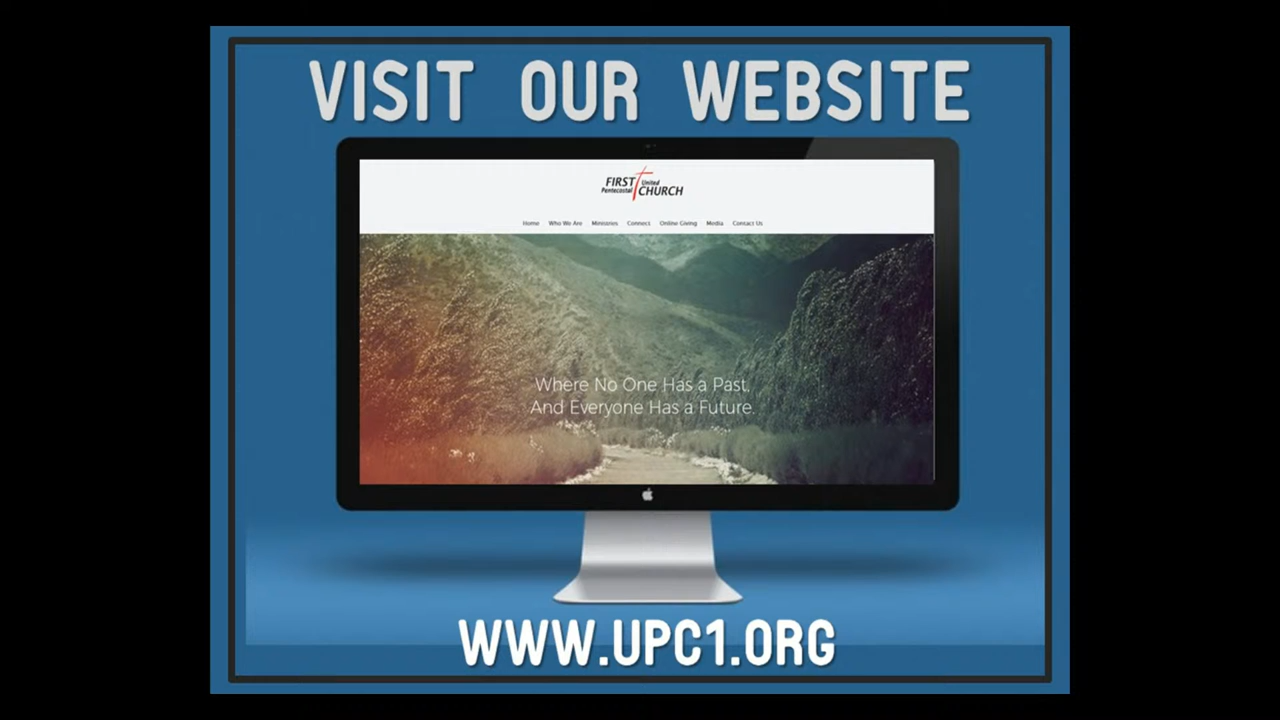 VISIT OUR WEBSITE
FIRST United
Pentecostal CHURCH
Home Who We Are Ministries Connect Online Giving Media Contact Us
Where No One Has a Past,
And Everyone Has a Future.
WWW.UPC1.ORG